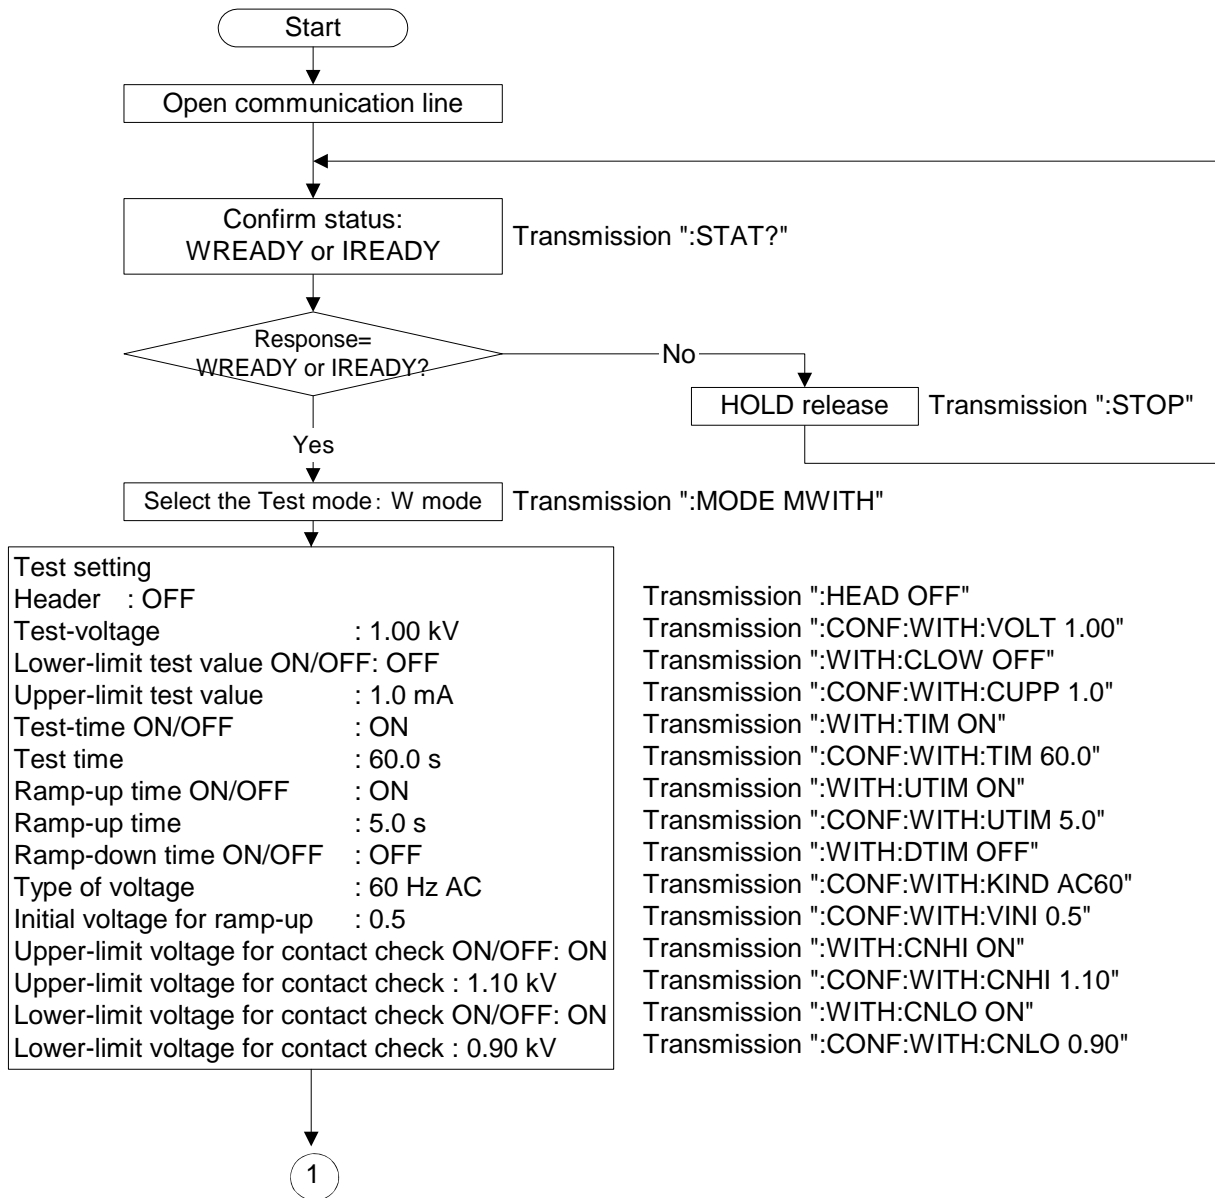 Start
Open communication line
Confirm status:
WREADY or IREADY
Transmission ":STAT?"
Response=
WREADY or IREADY?
No
HOLD release
Transmission ":STOP"
Yes
Select the Test mode: W mode
Transmission ":MODE MWITH"
Test setting
Header : OFF
Transmission ":HEAD OFF"
Test-voltage : 1.00 kV
Transmission ":CONF:WITH:VOLT 1.00"
Lower-limit test value ON/OFF: OFF
Transmission ":WITH:CLOW OFF"
Upper-limit test value : 1.0 mA
Transmission ":CONF:WITH:CUPP 1.0"
Test-time ON/OFF : ON
Transmission ":WITH:TIM ON"
Test time : 60.0 s
Transmission ":CONF:WITH:TIM 60.0"
Ramp-up time ON/OFF : ON
Transmission ":WITH:UTIM ON"
Ramp-up time : 5.0 s
Transmission ":CONF:WITH:UTIM 5.0"
Ramp-down time ON/OFF : OFF
Transmission ":WITH:DTIM OFF"
Type of voltage : 60 Hz AC
Transmission ":CONF:WITH:KIND AC60"
Initial voltage for ramp-up : 0.5
Transmission ":CONF:WITH:VINI 0.5"
Upper-limit voltage for contact check ON/OFF: ON
Transmission ":WITH:CNHI ON"
Upper-limit voltage for contact check : 1.10 kV
Transmission ":CONF:WITH:CNHI 1.10"
Lower-limit voltage for contact check ON/OFF: ON
Transmission ":WITH:CNLO ON"
Lower-limit voltage for contact check : 0.90 kV
Transmission ":CONF:WITH:CNLO 0.90"
1